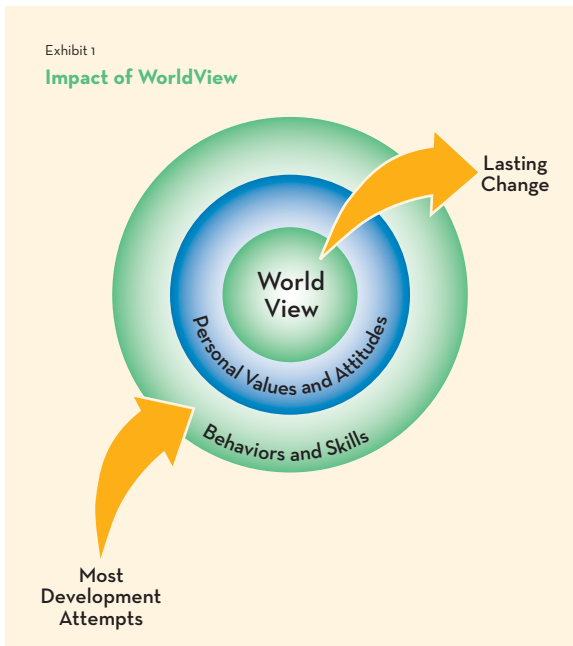 Exhibit 1
Impact of WorldView
Lasting
Change
World
View
Personal Values and Attitudes
Behaviors and Skills
Most
Development
Attempts